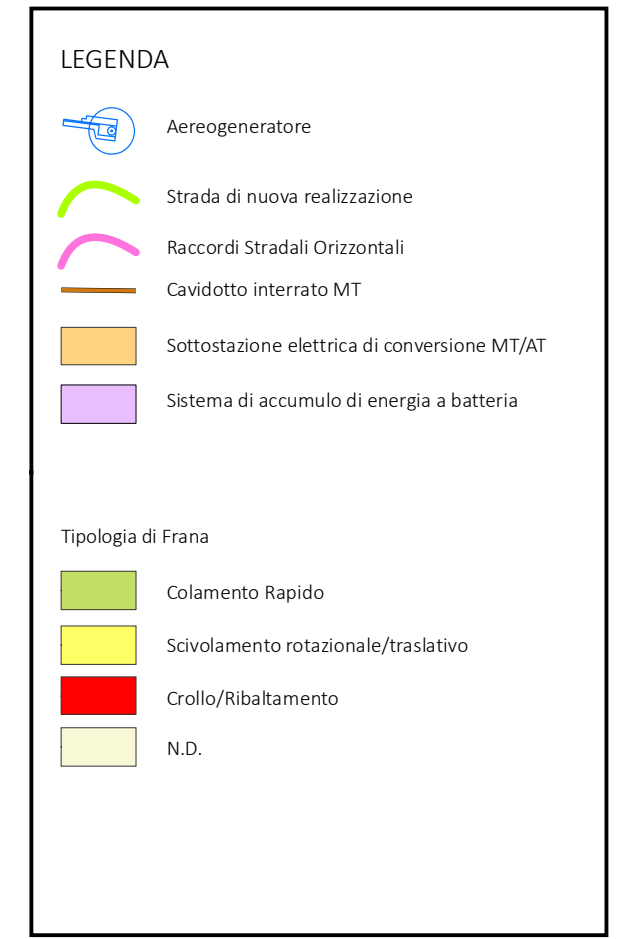 LEGENDA
Aereogeneratore
Strada di nuova realizzazione
Raccordi Stradali Orizzontali
Cavidotto interrato MT
Sottostazione elettrica di conversione MT/AT
Sistema di accumulo di energia a batteria
Tipologia di Frana
Colamento Rapido
Scivolamento rotazionale/traslativo
Crollo/Ribaltamento
N.D.